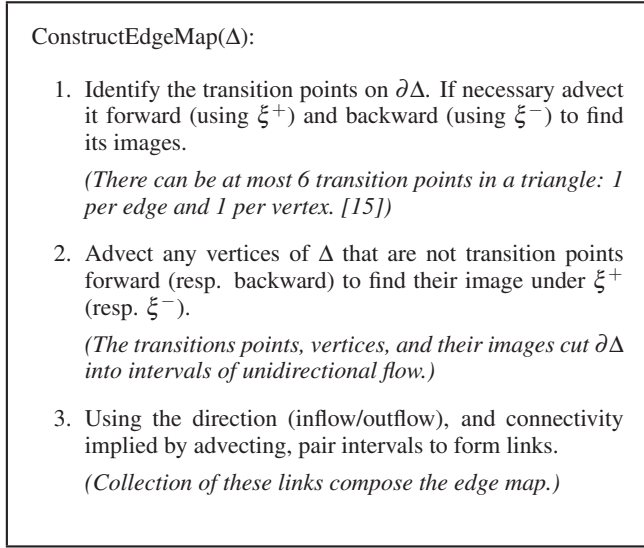 ConstructEdgeMap(Δ):
1. Identify the transition points on ∂Δ. If necessary advect
it forward (using ξ⁺) and backward (using ξ⁻) to find
its images.
(There can be at most 6 transition points in a triangle: 1
per edge and 1 per vertex. [15])
2. Advect any vertices of Δ that are not transition points
forward (resp. backward) to find their image under ξ⁺
(resp. ξ⁻).
(The transitions points, vertices, and their images cut ∂Δ
into intervals of unidirectional flow.)
3. Using the direction (inflow/outflow), and connectivity
implied by advecting, pair intervals to form links.
(Collection of these links compose the edge map.)